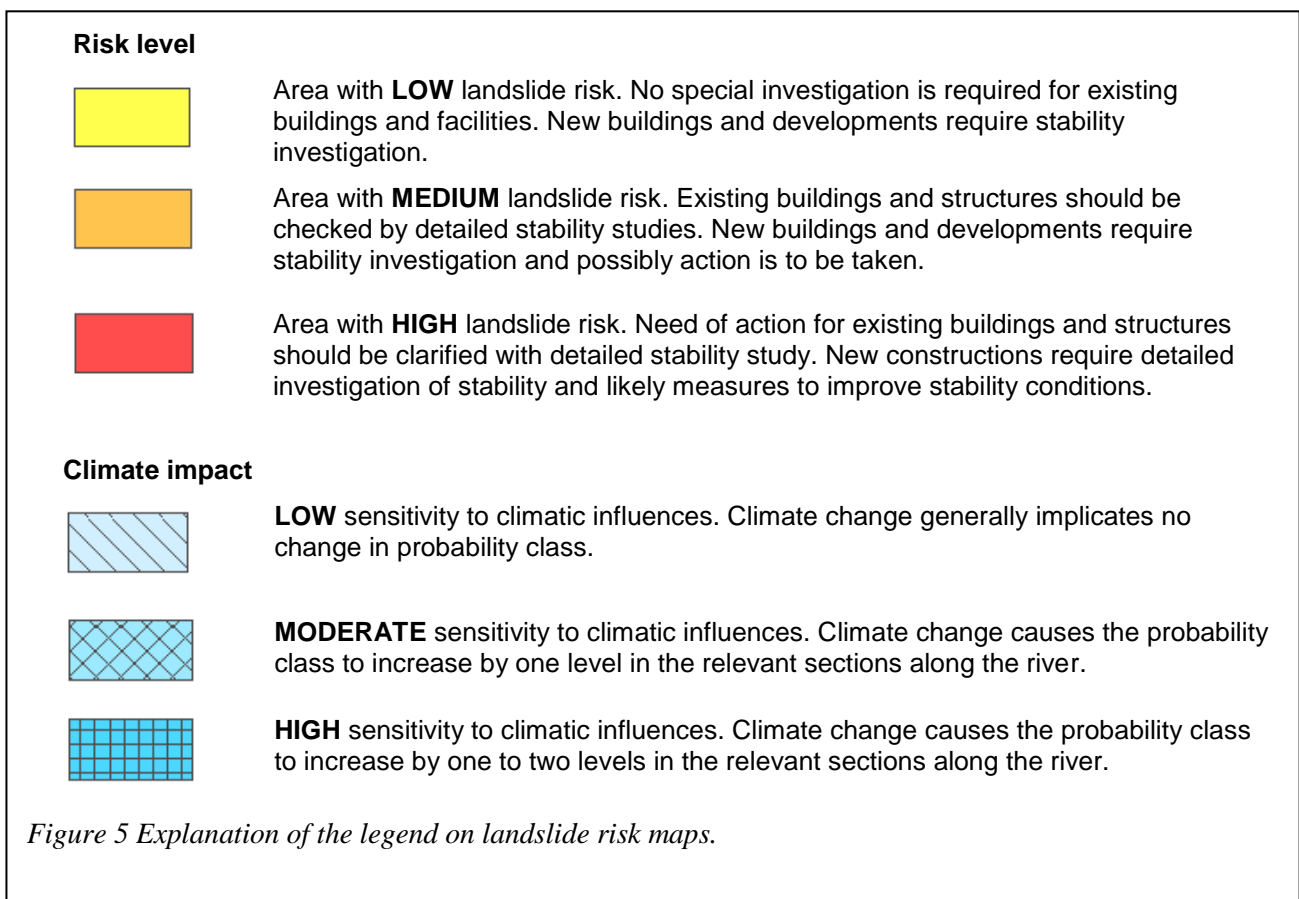 Risk level
Area with LOW landslide risk. No special investigation is required for existing
buildings and facilities. New buildings and developments require stability
investigation.
Area with MEDIUM landslide risk. Existing buildings and structures should be
checked by detailed stability studies. New buildings and developments require
stability investigation and possibly action is to be taken.
Area with HIGH landslide risk. Need of action for existing buildings and structures
should be clarified with detailed stability study. New constructions require detailed
investigation of stability and likely measures to improve stability conditions.
Climate impact
LOW sensitivity to climatic influences. Climate change generally implicates no
change in probability class.
MODERATE sensitivity to climatic influences. Climate change causes the probability
class to increase by one level in the relevant sections along the river.
HIGH sensitivity to climatic influences. Climate change causes the probability class
to increase by one to two levels in the relevant sections along the river.
Figure 5 Explanation of the legend on landslide risk maps.